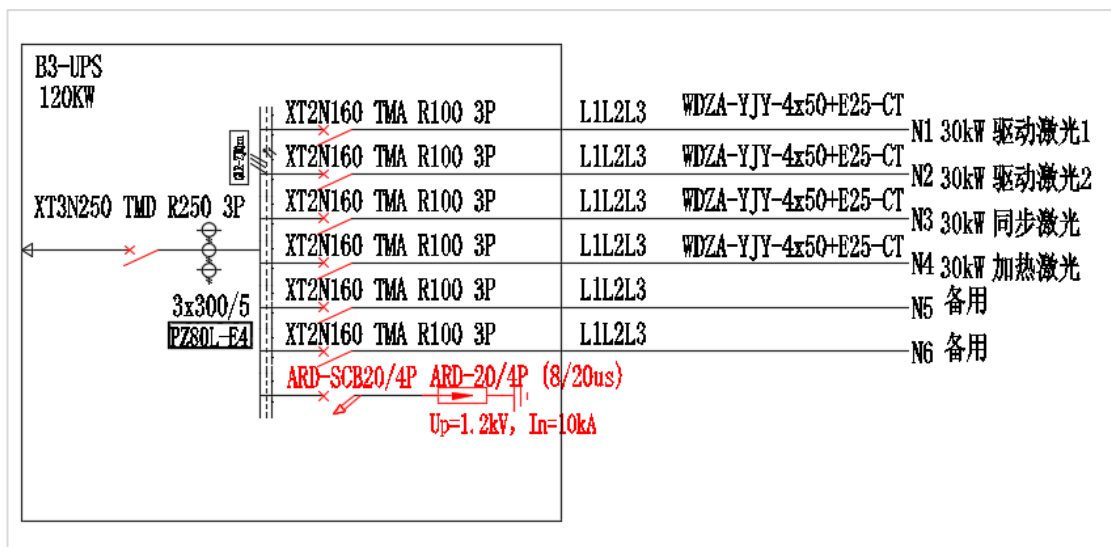 B3-UPS
120KW
XT2N160 TMA R100 3P L1L2L3 WDZA-YJY-4x50+E25-CT N1 30kW 驱动激光1
XT2N160 TMA R100 3P L1L2L3 WDZA-YJY-4x50+E25-CT N2 30kW 驱动激光2
XT3N250 TMD R250 3P XT2N160 TMA R100 3P L1L2L3 WDZA-YJY-4x50+E25-CT N3 30kW 同步激光
XT2N160 TMA R100 3P L1L2L3 WDZA-YJY-4x50+E25-CT N4 30kW 加热激光
3x300/5 XT2N160 TMA R100 3P L1L2L3 N5 备用
PZ80L-E4 XT2N160 TMA R100 3P L1L2L3 N6 备用
ARD-SCB20/4P ARD-20/4P (8/20us)
Up=1.2kV, In=10kA